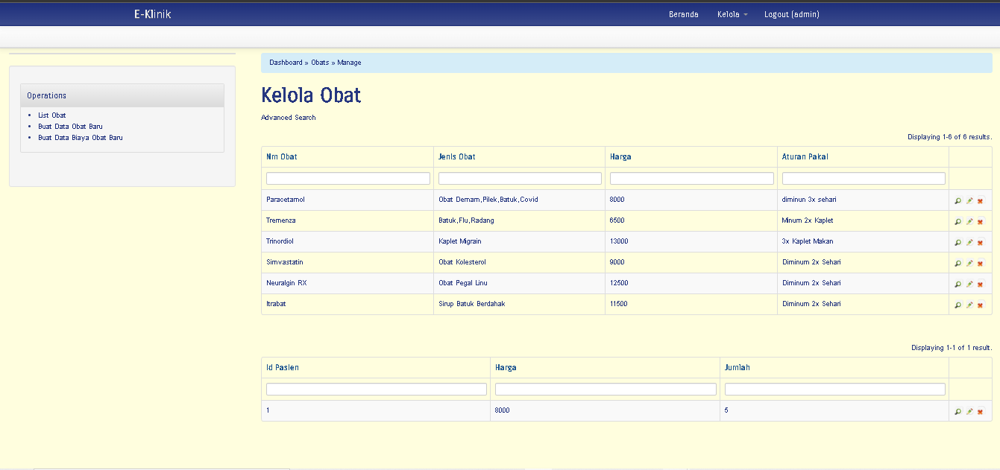 E-Klinik Beranda Kelola Logout (admin)
Dashboard » Obats » Manage
Operations
List Obat
Buat Data Obat Baru
Buat Data Biaya Obat Baru
Kelola Obat
Advanced Search
Displaying 1-6 of 6 results.
Nm Obat Jenis Obat Harga Aturan Pakai
Paracetamol Obat Demam,Pilek,Batuk,Covid 8000 diminun 3x sehari
Tremenza Batuk,Flu,Radang 6500 Minum 2x Kaplet
Trinordiol Kaplet Migrain 13000 3x Kaplet Makan
Simvastatin Obat Kolesterol 9000 Diminum 2x Sehari
Neuralgin RX Obat Pegal Linu 12500 Diminum 2x Sehari
Itrabat Sirup Batuk Berdahak 11500 Diminum 2x Sehari
Displaying 1-1 of 1 result.
Id Pasien Harga Jumlah
1 8000 5